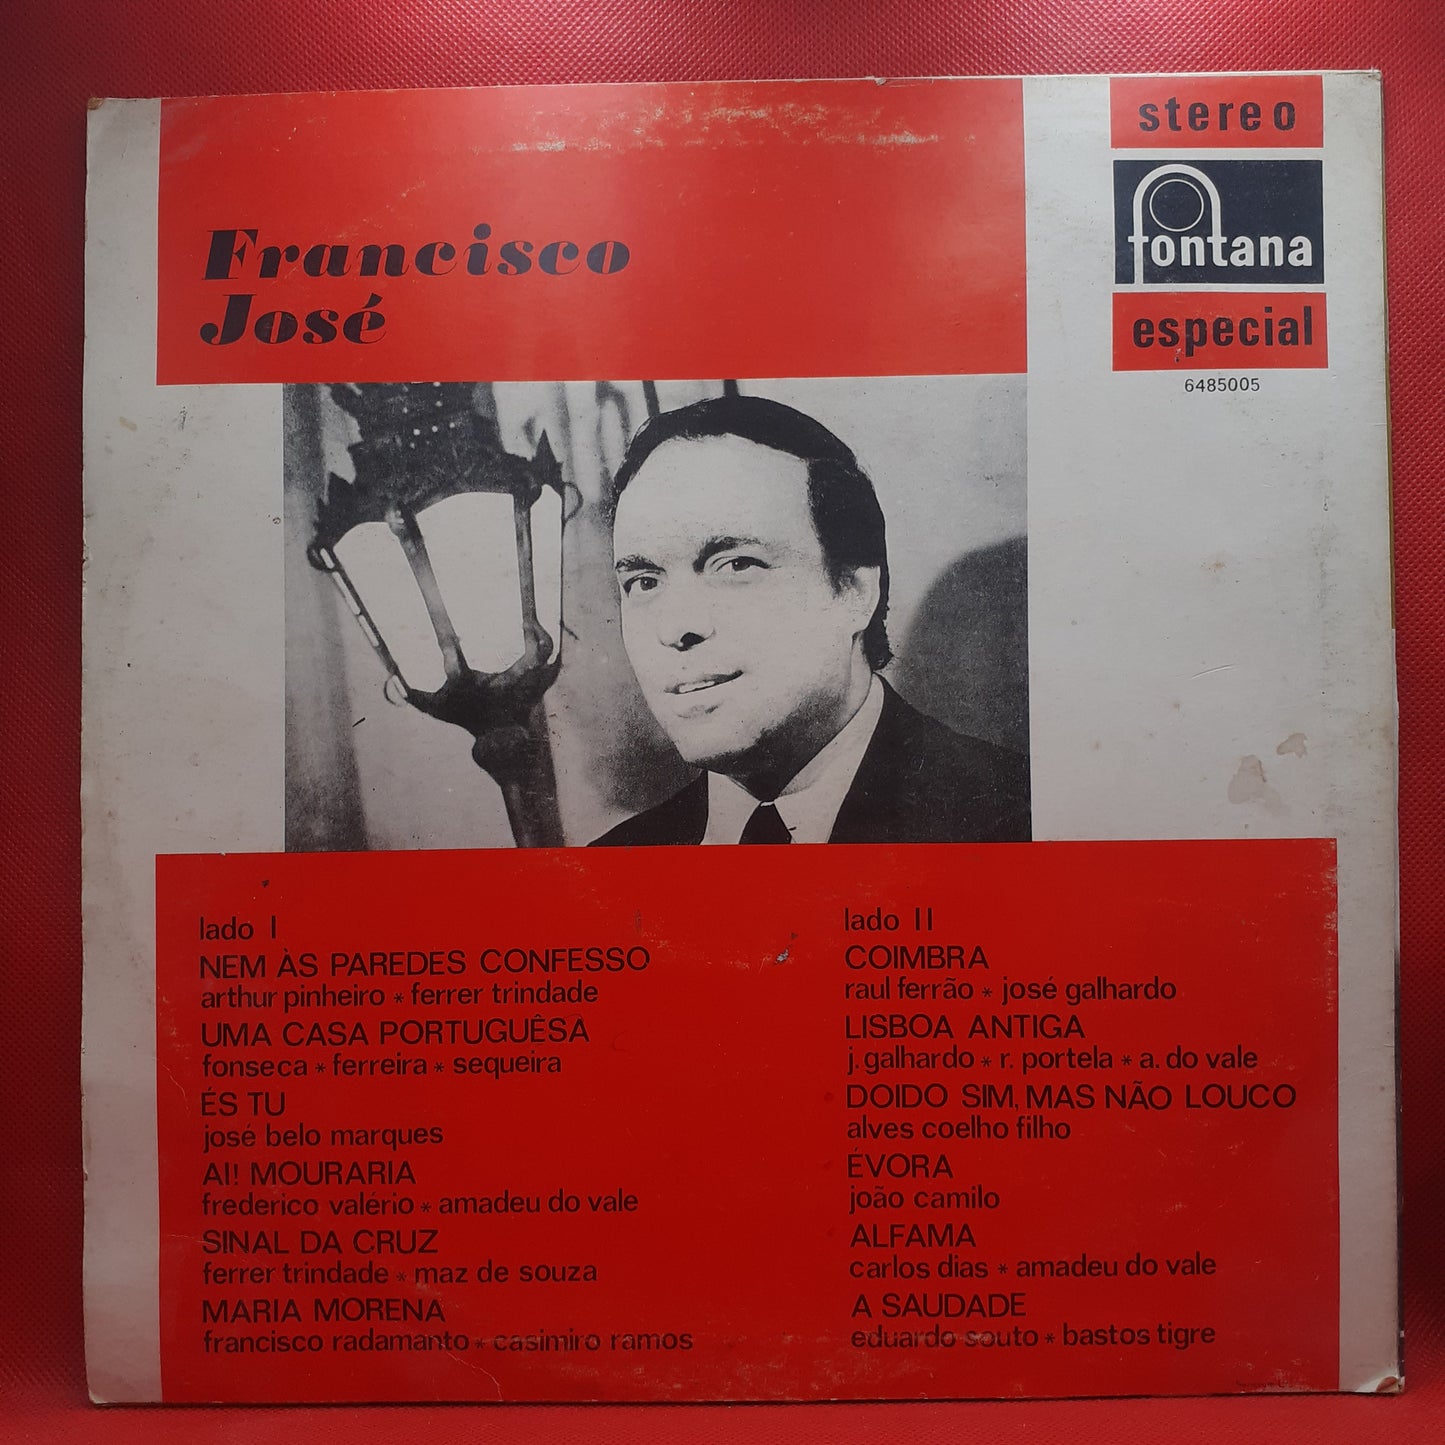 Francisco
José
stereo
fontana
especial
6485005
lado I
NEM ÀS PAREDES CONFESSO
arthur pinheiro * ferrer trindade
UMA CASA PORTUGUÊSA
fonseca * ferreira * sequeira
ÉS TU
josé belo marques
AI! MOURARIA
frederico valério * amadeu do vale
SINAL DA CRUZ
ferrer trindade * maz de souza
MARIA MORENA
francisco radamanto * casimiro ramos
lado II
COIMBRA
raul ferrão * josé galhardo
LISBOA ANTIGA
j. galhardo * r. portela * a. do vale
DOIDO SIM, MAS NÃO LOUCO
alves coelho filho
ÉVORA
joão camilo
ALFAMA
carlos dias * amadeu do vale
A SAUDADE
eduardo souto * bastos tigre